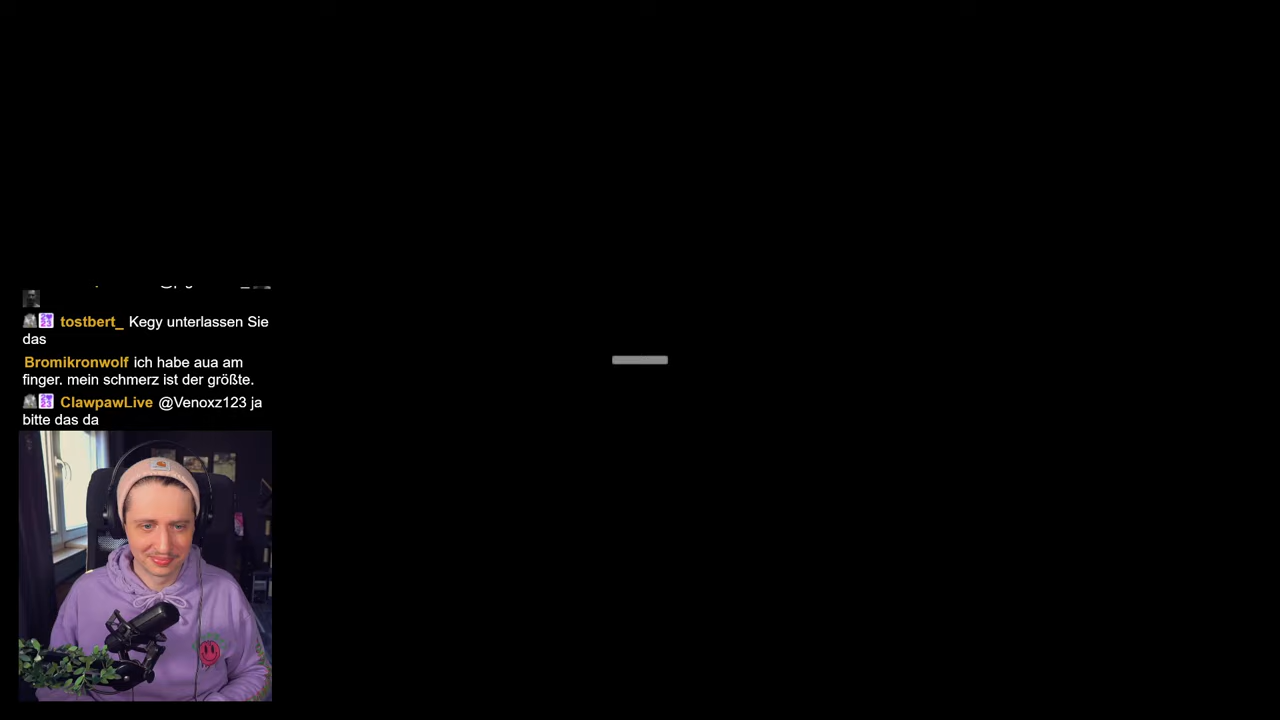 tostbert_ Kegy unterlassen Sie
das
Bromikronwolf ich habe aua am
finger. mein schmerz ist der größte.
ClawpawLive @Venoxz123 ja
bitte das da